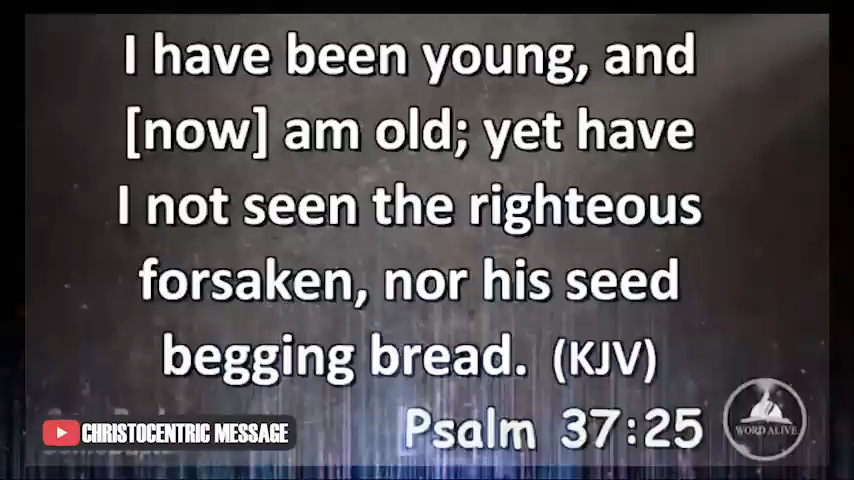 I have been young, and
[now] am old; yet have
I not seen the righteous
forsaken, nor his seed
begging bread. (KJV)
Psalm 37:25
CHRISTOCENTRIC MESSAGE
WORD ALIVE